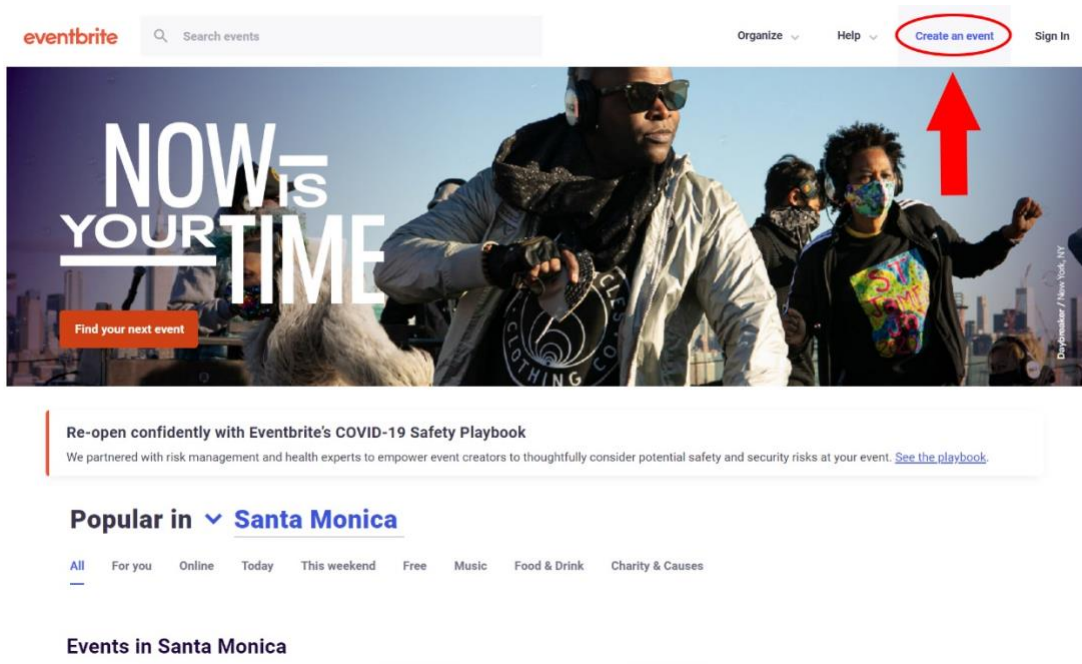 eventbrite
Search events
Organize
Help
Create an event
Sign In
NOW IS
YOUR TIME
Find your next event
Daybreaker / New York, NY
CLOTHING CO
Re-open confidently with Eventbrite's COVID-19 Safety Playbook
We partnered with risk management and health experts to empower event creators to thoughtfully consider potential safety and security risks at your event. See the playbook.
Popular in Santa Monica
All For you Online Today This weekend Free Music Food & Drink Charity & Causes
Events in Santa Monica